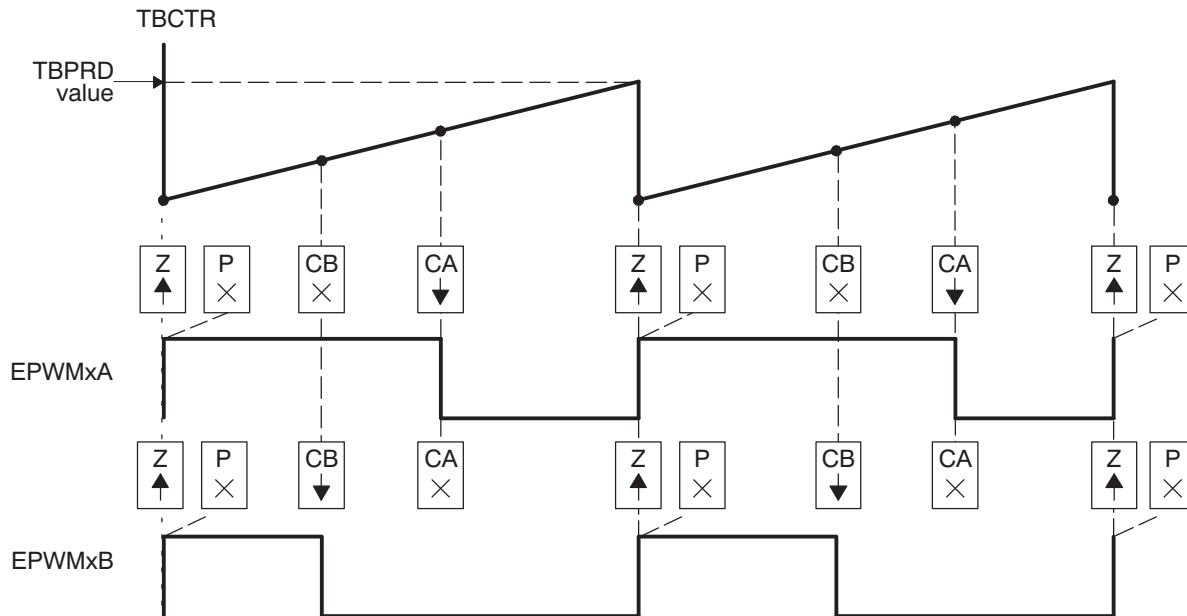 TBCTR
TBPRD
value
Z P CB CA Z P CB CA Z P
EPWMxA
Z P CB CA Z P CB CA Z P
EPWMxB